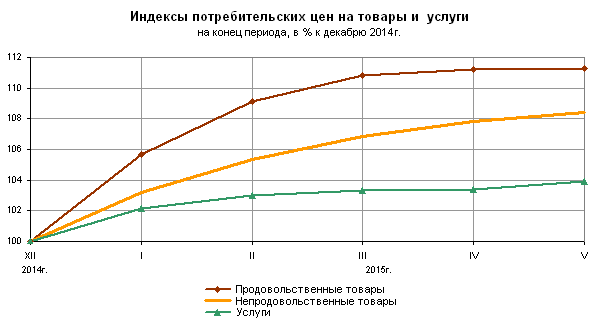 Индексы потребительских цен на товары и услуги
на конец периода, в % к декабрю 2014г.
112
110
108
106
104
102
100
XII I II III IV V
2014г. 2015г.
Продовольственные товары
Непродовольственные товары
Услуги